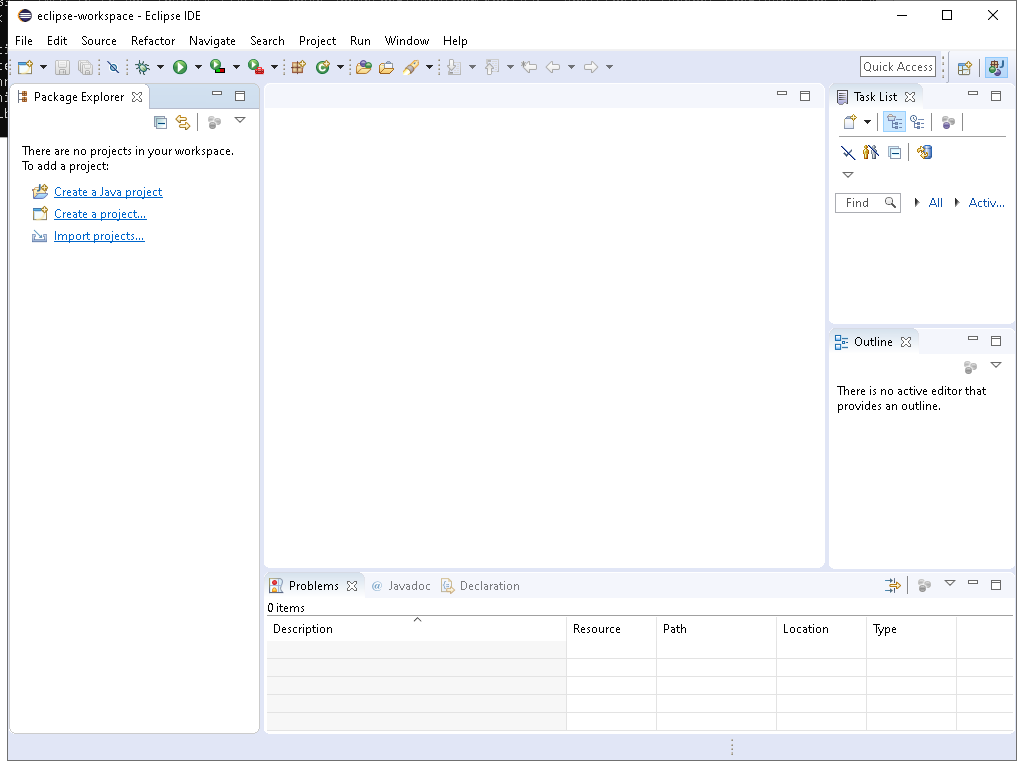 eclipse-workspace - Eclipse IDE
File Edit Source Refactor Navigate Search Project Run Window Help
Quick Access
Package Explorer
There are no projects in your workspace.
To add a project:
Create a Java project
Create a project...
Import projects...
Task List
Find All Activ...
Outline
There is no active editor that
provides an outline.
Problems @ Javadoc Declaration
0 items
Description Resource Path Location Type